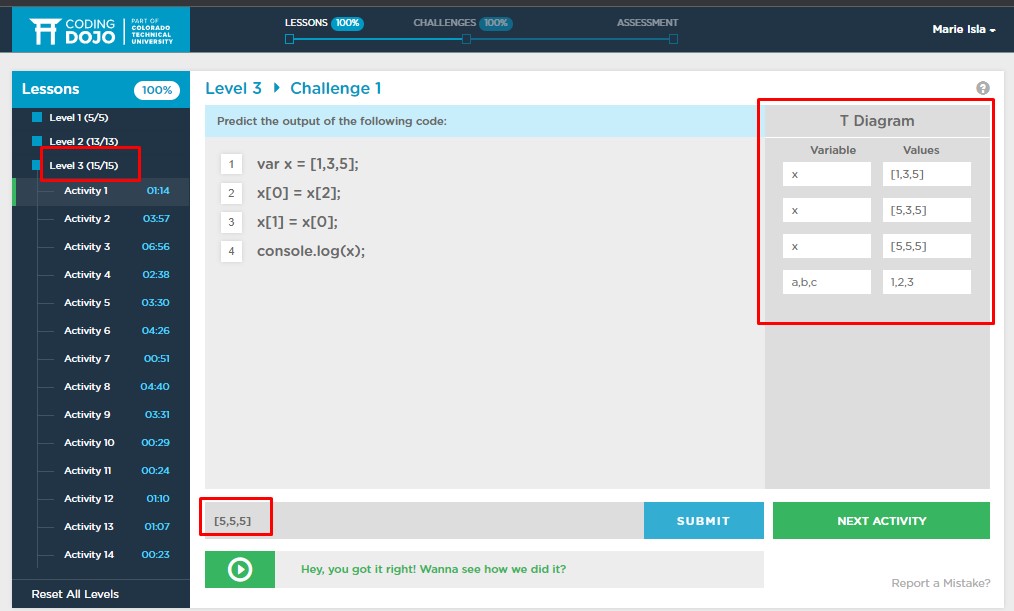 CODING DOJO
PART OF COLORADO TECHNICAL UNIVERSITY
LESSONS 100%
CHALLENGES 100%
ASSESSMENT
Marie Isla
Lessons 100%
Level 1 (5/5)
Level 2 (13/13)
Level 3 (15/15)
Activity 1 01:14
Activity 2 03:57
Activity 3 06:56
Activity 4 02:38
Activity 5 03:30
Activity 6 04:26
Activity 7 00:51
Activity 8 04:40
Activity 9 03:31
Activity 10 00:29
Activity 11 00:24
Activity 12 01:10
Activity 13 01:07
Activity 14 00:23
Reset All Levels
Level 3 Challenge 1
?
Predict the output of the following code:
1 var x = [1,3,5];
2 x[0] = x[2];
3 x[1] = x[0];
4 console.log(x);
T Diagram
Variable Values
x [1,3,5]
x [5,3,5]
x [5,5,5]
a,b,c 1,2,3
[5,5,5]
SUBMIT
NEXT ACTIVITY
Hey, you got it right! Wanna see how we did it?
Report a Mistake?